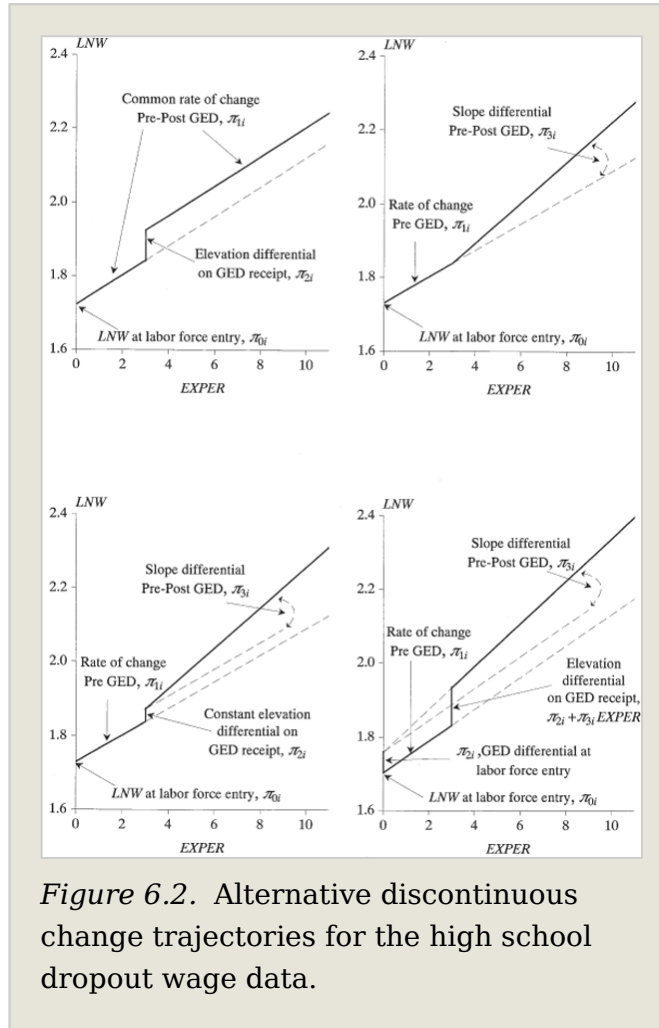 LNW
2.4
2.2
2.0
1.8
1.6
Common rate of change
Pre-Post GED, π1i
Elevation differential
on GED receipt, π2i
LNW at labor force entry, π0i
0 2 4 6 8 10
EXPER
LNW
2.4
2.2
2.0
1.8
1.6
Slope differential
Pre-Post GED, π3i
Rate of change
Pre GED, π1i
LNW at labor force entry, π0i
0 2 4 6 8 10
EXPER
LNW
2.4
2.2
2.0
1.8
1.6
Slope differential
Pre-Post GED, π3i
Rate of change
Pre GED, π1i
Constant elevation
differential on
GED receipt, π2i
LNW at labor force entry, π0i
0 2 4 6 8 10
EXPER
LNW
2.4
2.2
2.0
1.8
1.6
Slope differential
Pre-Post GED, π3i
Rate of change
Pre GED, π1i
Elevation
differential
on GED receipt,
π2i + π3i EXPER
π2i, GED differential at
labor force entry
LNW at labor force entry, π0i
0 2 4 6 8 10
EXPER
Figure 6.2. Alternative discontinuous
change trajectories for the high school
dropout wage data.